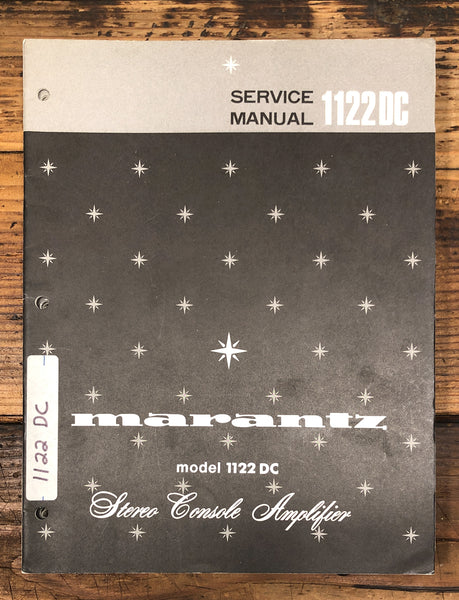 SERVICE
MANUAL 1122DC
marantz
model 1122 DC
Stereo Console Amplifier
1122 DC